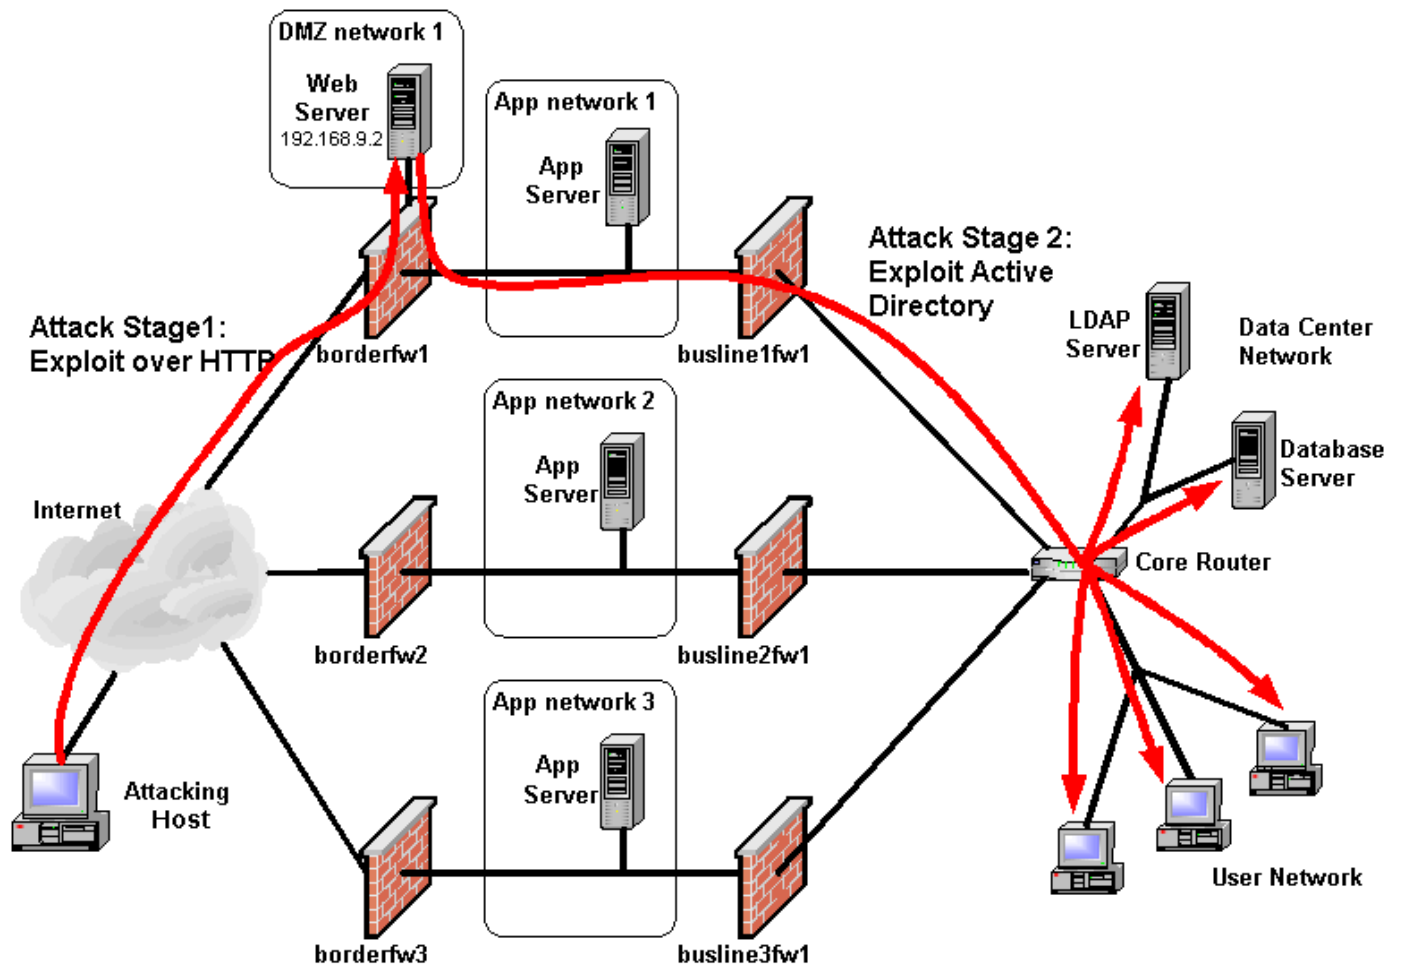 DMZ network 1
Web
Server
192.168.9.2
App network 1
App
Server
Attack Stage 2:
Exploit Active
Directory
Attack Stage1:
Exploit over HTTP
borderfw1
busline1fw1
LDAP
Server
Data Center
Network
App network 2
App
Server
Database
Server
Internet
Core Router
borderfw2
busline2fw1
App network 3
App
Server
Attacking
Host
User Network
borderfw3
busline3fw1